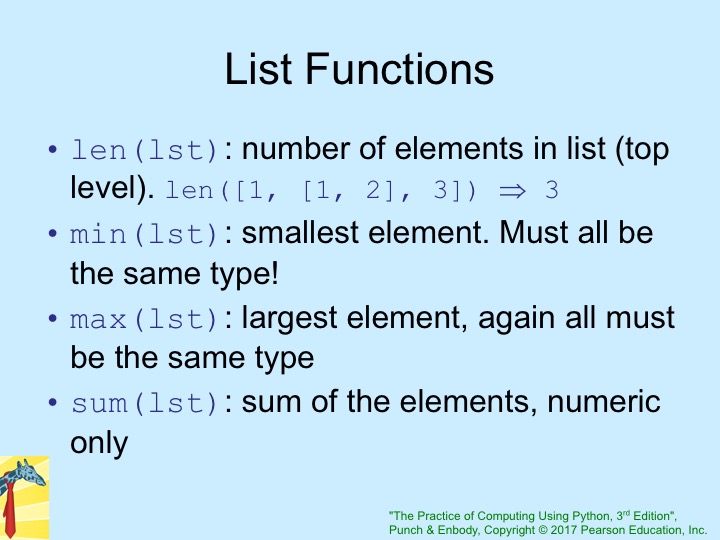 List Functions
• len(lst): number of elements in list (top
level). len([1, [1, 2], 3]) ⇒ 3
• min(lst): smallest element. Must all be
the same type!
• max(lst): largest element, again all must
be the same type
• sum(lst): sum of the elements, numeric
only
"The Practice of Computing Using Python, 3rd Edition",
Punch & Enbody, Copyright © 2017 Pearson Education, Inc.